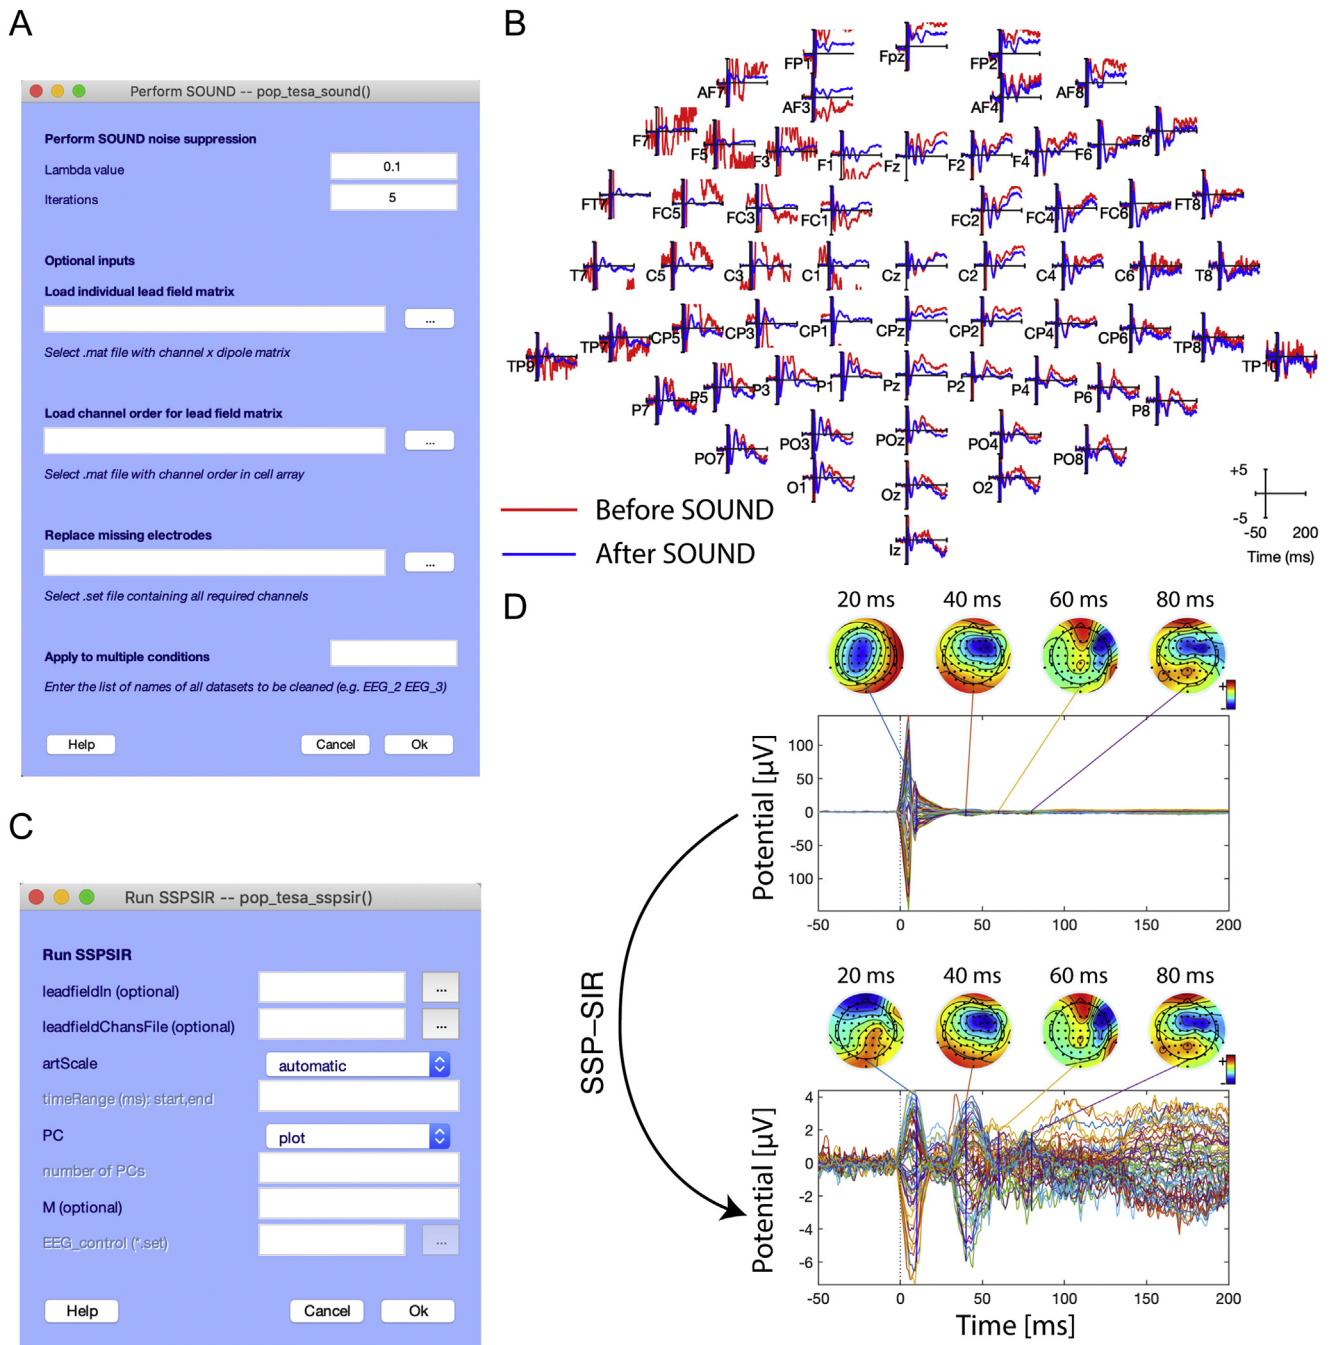 A
Perform SOUND -- pop_tesa_sound()
Perform SOUND noise suppression
Lambda value
0.1
Iterations
5
Optional inputs
Load individual lead field matrix
...
Select .mat file with channel x dipole matrix
Load channel order for lead field matrix
...
Select .mat file with channel order in cell array
Replace missing electrodes
...
Select .set file containing all required channels
Apply to multiple conditions
Enter the list of names of all datasets to be cleaned (e.g. EEG_2 EEG_3)
Help
Cancel
Ok
B
FP1 Fpz FP2
AF7 AF3 AF4 AF8
F7 F5 F3 F1 Fz F2 F4 F6 F8
FT7 FC5 FC3 FC1 FC2 FC4 FC6 FT8
T7 C5 C3 C1 Cz C2 C4 C6 T8
TP9 TP7 CP5 CP3 CP1 CPz CP2 CP4 CP6 TP8 TP10
P7 P5 P3 P1 Pz P2 P4 P6 P8
PO7 PO3 POz PO4 PO8
O1 Oz O2
Iz
Before SOUND
After SOUND
+5
-5
-50 200
Time (ms)
C
Run SSPSIR -- pop_tesa_sspsir()
Run SSPSIR
leadfieldIn (optional)
...
leadfieldChansFile (optional)
...
artScale
automatic
timeRange (ms): start,end
PC
plot
number of PCs
M (optional)
EEG_control (*.set)
...
Help
Cancel
Ok
D
20 ms 40 ms 60 ms 80 ms
+
-
Potential [µV]
100
50
0
-50
100
-50 0 50 100 150 200
SSP–SIR
20 ms 40 ms 60 ms 80 ms
+
-
Potential [µV]
4
2
0
-2
-4
-6
-50 0 50 100 150 200
Time [ms]